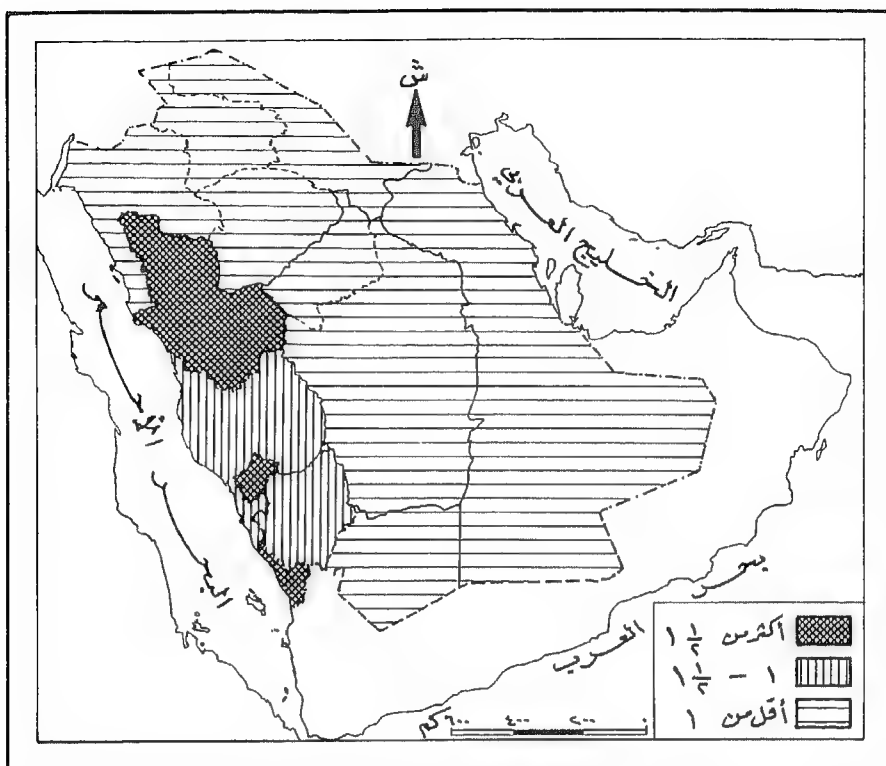 ش
الخليج العربي
البحر
الأحمر
بحر
العرب
أكثر من ١ ١/٢
١ - ١ ١/٢
أقل من ١
٠ ٢٠٠ ٤٠٠ ٦٠٠ كم